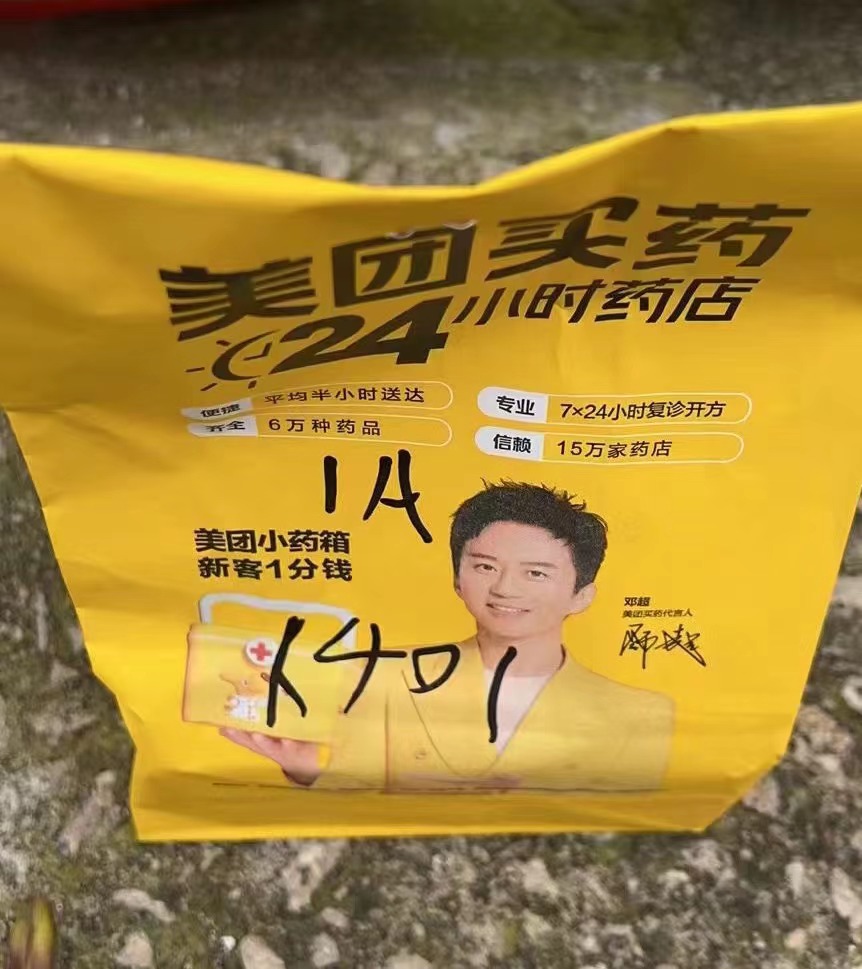 美团买药
24小时药店
便捷 平均半小时送达
专业 7×24小时复诊开方
齐全 6万种药品
信赖 15万家药店
1A
美团小药箱
新客1分钱
邓超
美团买药代言人
1401